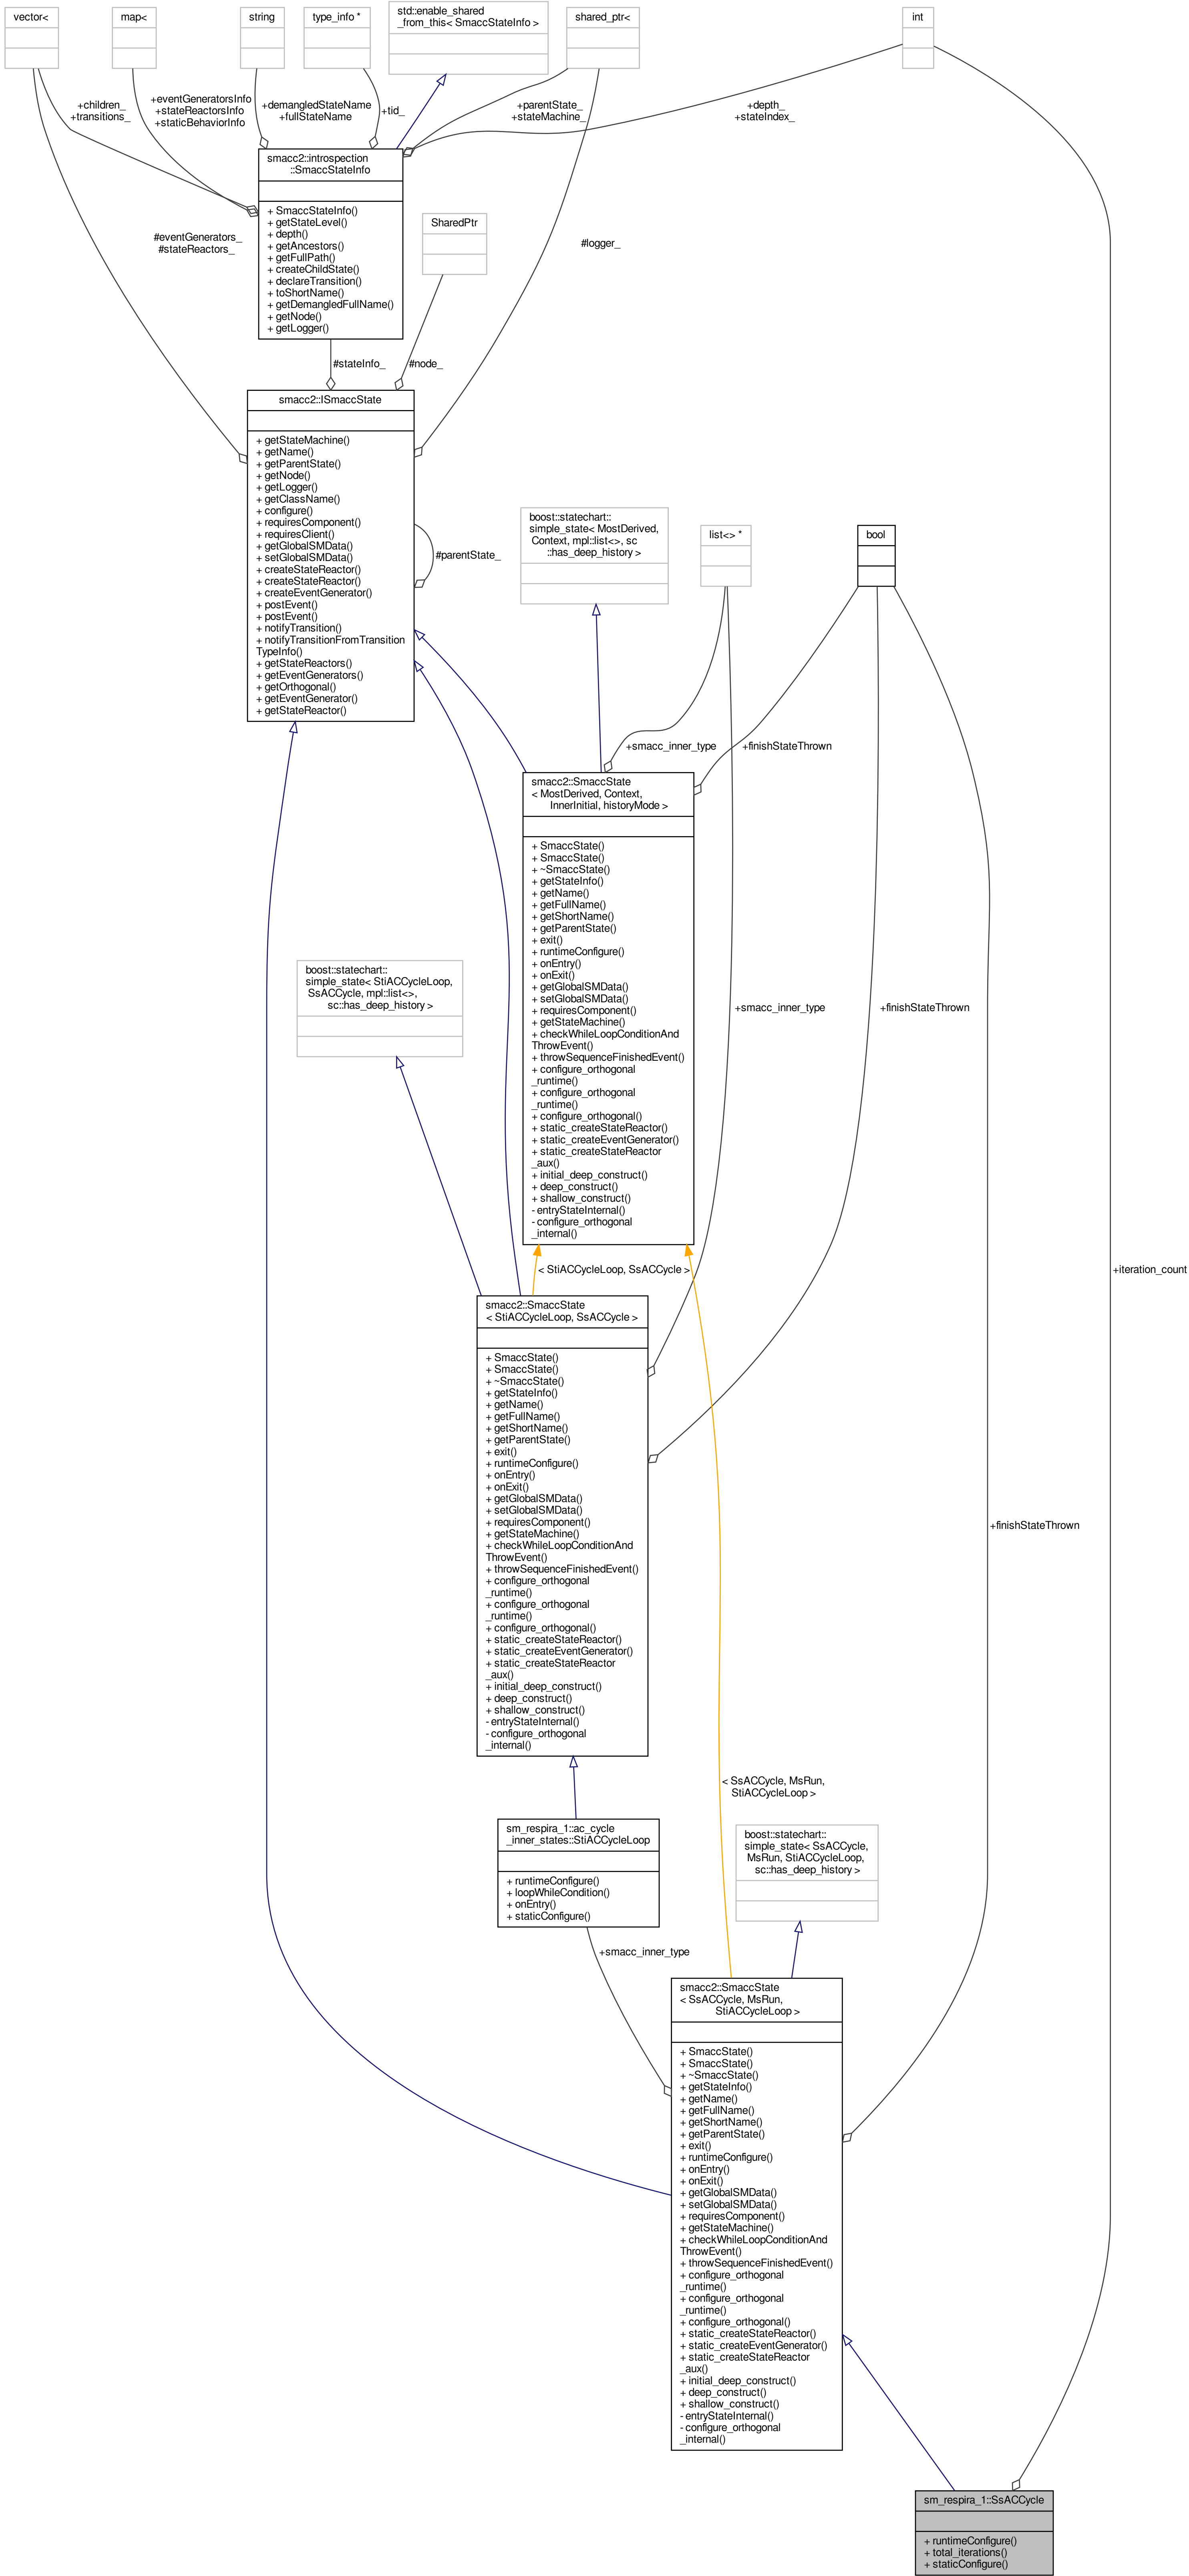 vector<
map<
string
type_info *
std::enable_shared
_from_this< SmaccStateInfo >
shared_ptr<
int
+children_
+transitions_
+eventGeneratorsInfo
+stateReactorsInfo
+staticBehaviorInfo
+demangledStateName
+fullStateName
+tid_
+parentState_
+stateMachine_
+depth_
+stateIndex_
smacc2::introspection
::SmaccStateInfo
+ SmaccStateInfo()
+ getStateLevel()
+ depth()
+ getAncestors()
+ getFullPath()
+ createChildState()
+ declareTransition()
+ toShortName()
+ getDemangledFullName()
+ getNode()
+ getLogger()
SharedPtr
#eventGenerators_
#stateReactors_
#logger_
#stateInfo_
#node_
smacc2::ISmaccState
+ getStateMachine()
+ getName()
+ getParentState()
+ getNode()
+ getLogger()
+ getClassName()
+ configure()
+ requiresComponent()
+ requiresClient()
+ getGlobalSMData()
+ setGlobalSMData()
+ createStateReactor()
+ createStateReactor()
+ createEventGenerator()
+ postEvent()
+ postEvent()
+ notifyTransition()
+ notifyTransitionFromTransition
TypeInfo()
+ getStateReactors()
+ getEventGenerators()
+ getOrthogonal()
+ getEventGenerator()
+ getStateReactor()
#parentState_
boost::statechart::
simple_state< MostDerived,
Context, mpl::list<>, sc
::has_deep_history >
list<> *
bool
+smacc_inner_type
+finishStateThrown
smacc2::SmaccState
< MostDerived, Context,
InnerInitial, historyMode >
+ SmaccState()
+ SmaccState()
+ ~SmaccState()
+ getStateInfo()
+ getName()
+ getFullName()
+ getShortName()
+ getParentState()
+ exit()
+ runtimeConfigure()
+ onEntry()
+ onExit()
+ getGlobalSMData()
+ setGlobalSMData()
+ requiresComponent()
+ getStateMachine()
+ checkWhileLoopConditionAnd
ThrowEvent()
+ throwSequenceFinishedEvent()
+ configure_orthogonal
_runtime()
+ configure_orthogonal
_runtime()
+ configure_orthogonal()
+ static_createStateReactor()
+ static_createEventGenerator()
+ static_createStateReactor
_aux()
+ initial_deep_construct()
+ deep_construct()
+ shallow_construct()
- entryStateInternal()
- configure_orthogonal
_internal()
boost::statechart::
simple_state< StiACCycleLoop,
SsACCycle, mpl::list<>,
sc::has_deep_history >
+smacc_inner_type
+finishStateThrown
< StiACCycleLoop, SsACCycle >
+iteration_count
smacc2::SmaccState
< StiACCycleLoop, SsACCycle >
+ SmaccState()
+ SmaccState()
+ ~SmaccState()
+ getStateInfo()
+ getName()
+ getFullName()
+ getShortName()
+ getParentState()
+ exit()
+ runtimeConfigure()
+ onEntry()
+ onExit()
+ getGlobalSMData()
+ setGlobalSMData()
+ requiresComponent()
+ getStateMachine()
+ checkWhileLoopConditionAnd
ThrowEvent()
+ throwSequenceFinishedEvent()
+ configure_orthogonal
_runtime()
+ configure_orthogonal
_runtime()
+ configure_orthogonal()
+ static_createStateReactor()
+ static_createEventGenerator()
+ static_createStateReactor
_aux()
+ initial_deep_construct()
+ deep_construct()
+ shallow_construct()
- entryStateInternal()
- configure_orthogonal
_internal()
+finishStateThrown
< SsACCycle, MsRun,
StiACCycleLoop >
sm_respira_1::ac_cycle
_inner_states::StiACCycleLoop
+ runtimeConfigure()
+ loopWhileCondition()
+ onEntry()
+ staticConfigure()
boost::statechart::
simple_state< SsACCycle,
MsRun, StiACCycleLoop,
sc::has_deep_history >
+smacc_inner_type
smacc2::SmaccState
< SsACCycle, MsRun,
StiACCycleLoop >
+ SmaccState()
+ SmaccState()
+ ~SmaccState()
+ getStateInfo()
+ getName()
+ getFullName()
+ getShortName()
+ getParentState()
+ exit()
+ runtimeConfigure()
+ onEntry()
+ onExit()
+ getGlobalSMData()
+ setGlobalSMData()
+ requiresComponent()
+ getStateMachine()
+ checkWhileLoopConditionAnd
ThrowEvent()
+ throwSequenceFinishedEvent()
+ configure_orthogonal
_runtime()
+ configure_orthogonal
_runtime()
+ configure_orthogonal()
+ static_createStateReactor()
+ static_createEventGenerator()
+ static_createStateReactor
_aux()
+ initial_deep_construct()
+ deep_construct()
+ shallow_construct()
- entryStateInternal()
- configure_orthogonal
_internal()
sm_respira_1::SsACCycle
+ runtimeConfigure()
+ total_iterations()
+ staticConfigure()